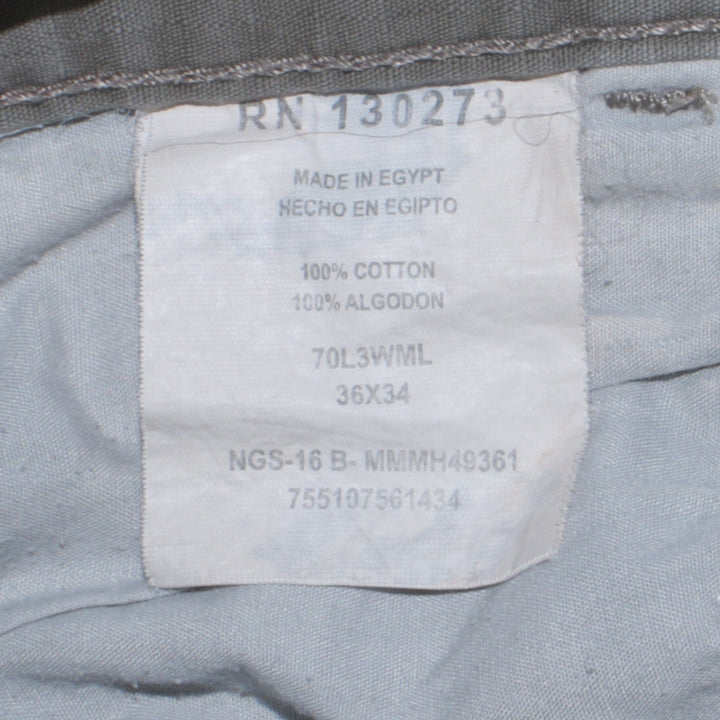 RN 130273
MADE IN EGYPT
HECHO EN EGIPTO
100% COTTON
100% ALGODON
70L3WML
36X34
NGS-16 B- MMMH49361
755107561434